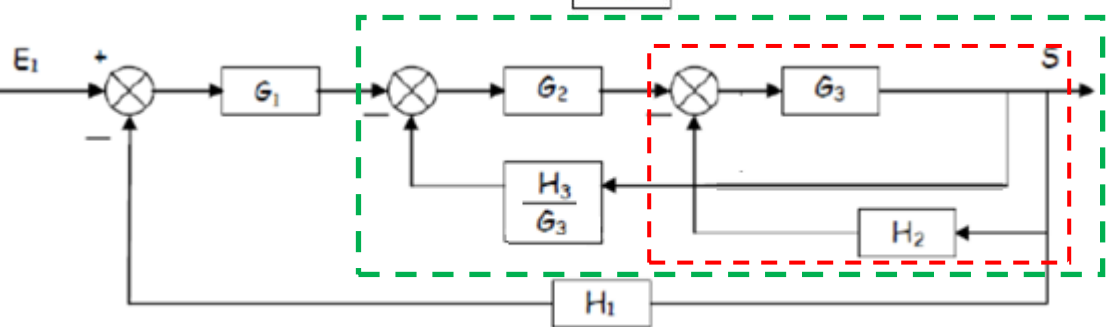 E₁ + S
G₁ G₂ G₃
— — —
H₃
G₃
H₂
H₁